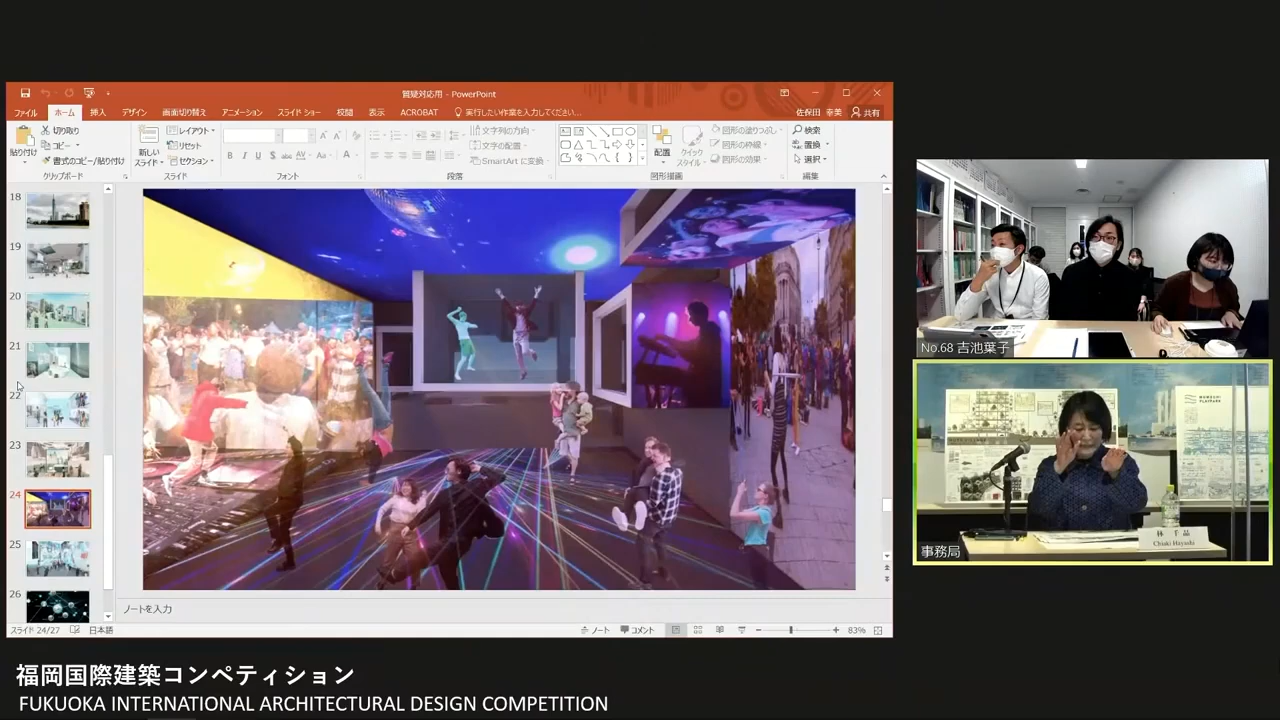 質疑対応用 - PowerPoint
ファイル ホーム 挿入 デザイン 画面切り替え アニメーション スライド ショー 校閲 表示 ACROBAT 実行したい作業を入力してください... 佐保田 幸美 共有
貼り付け
切り取り
コピー
書式のコピー/貼り付け
クリップボード
新しい
スライド
レイアウト
リセット
セクション
スライド
フォント
文字列の方向
文字の配置
SmartArt に変換
段落
配置
クイック
スタイル
図形の塗りつぶし
図形の枠線
図形の効果
図形描画
検索
置換
選択
編集
18
19
20
21
22
23
24
25
26
ノートを入力
スライド 24/27 日本語
ノート コメント 83%
No.68 吉池葉子
MOMOCHI
PLAYPARK
林 千晶
Chiaki Hayashi
事務局
福岡国際建築コンペティション
FUKUOKA INTERNATIONAL ARCHITECTURAL DESIGN COMPETITION